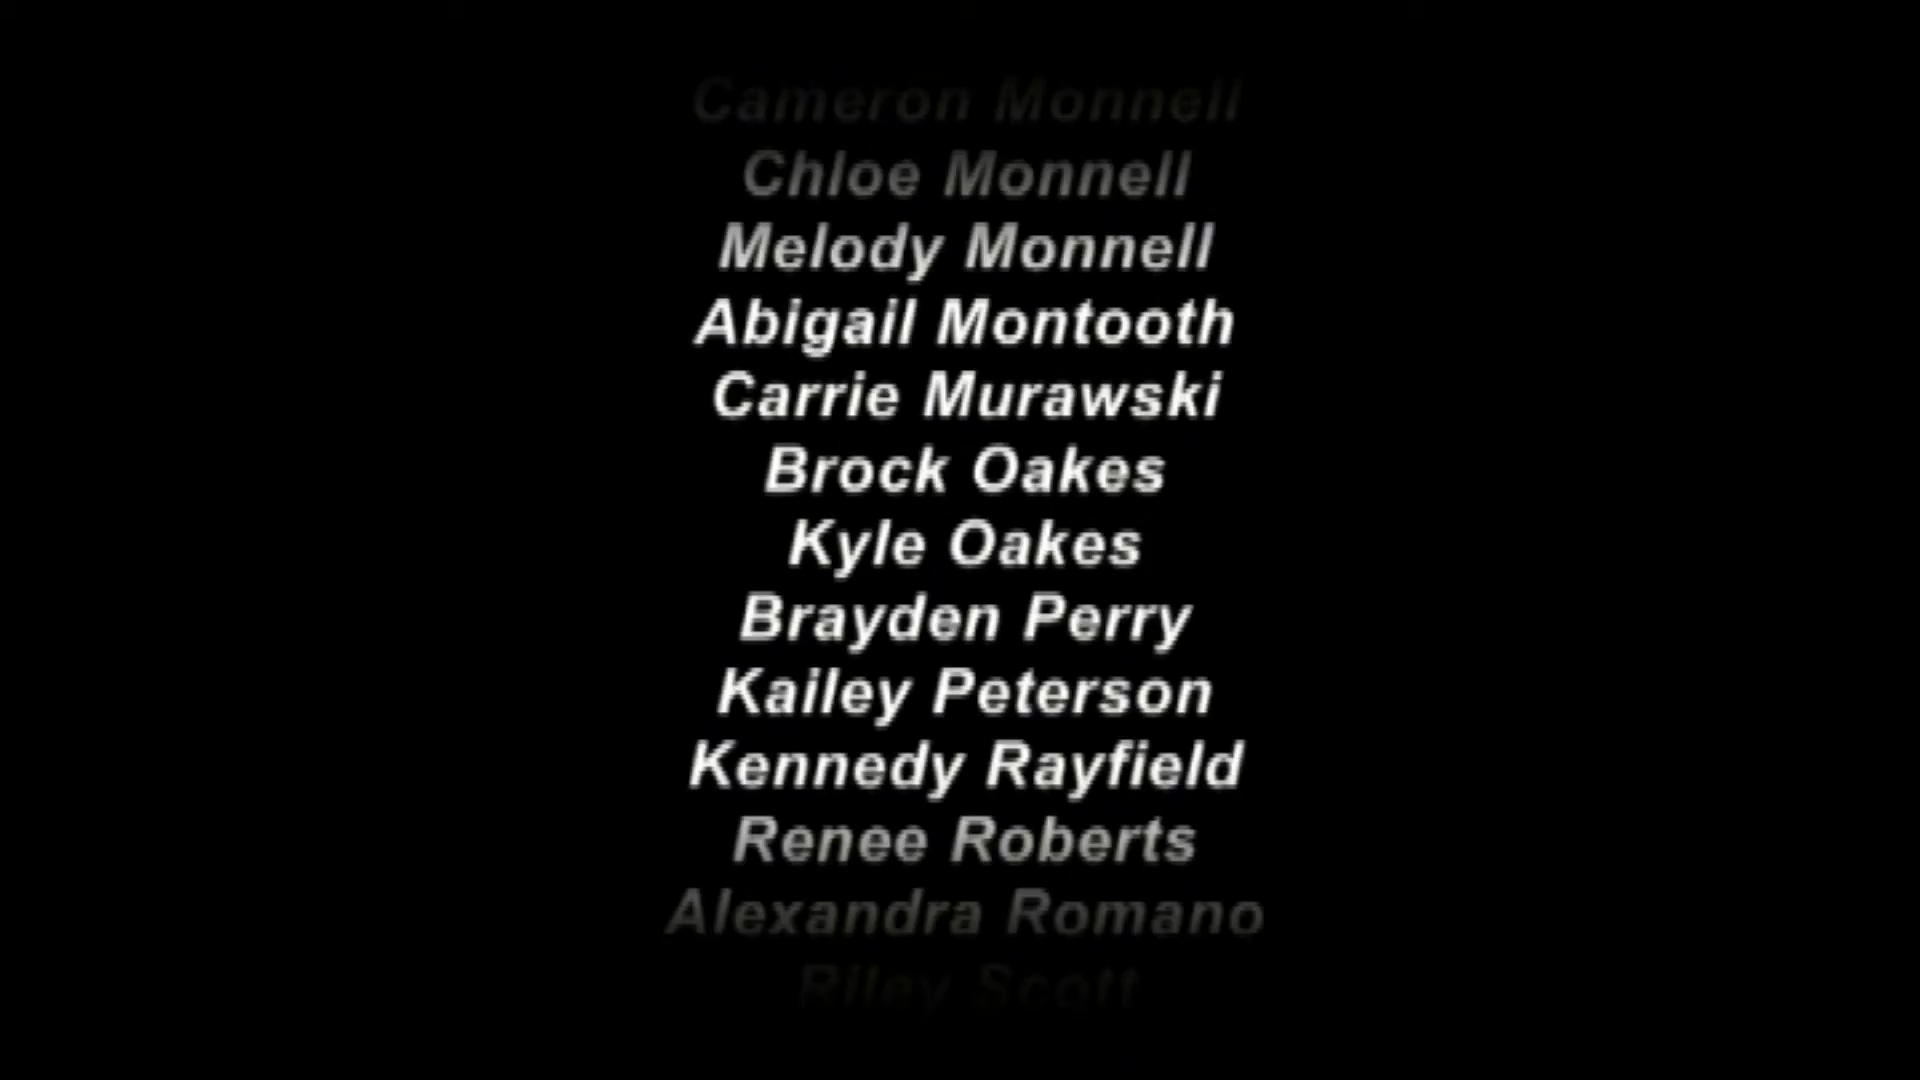 Cameron Monnell
Chloe Monnell
Melody Monnell
Abigail Montooth
Carrie Murawski
Brock Oakes
Kyle Oakes
Brayden Perry
Kailey Peterson
Kennedy Rayfield
Renee Roberts
Alexandra Romano
Riley Scott